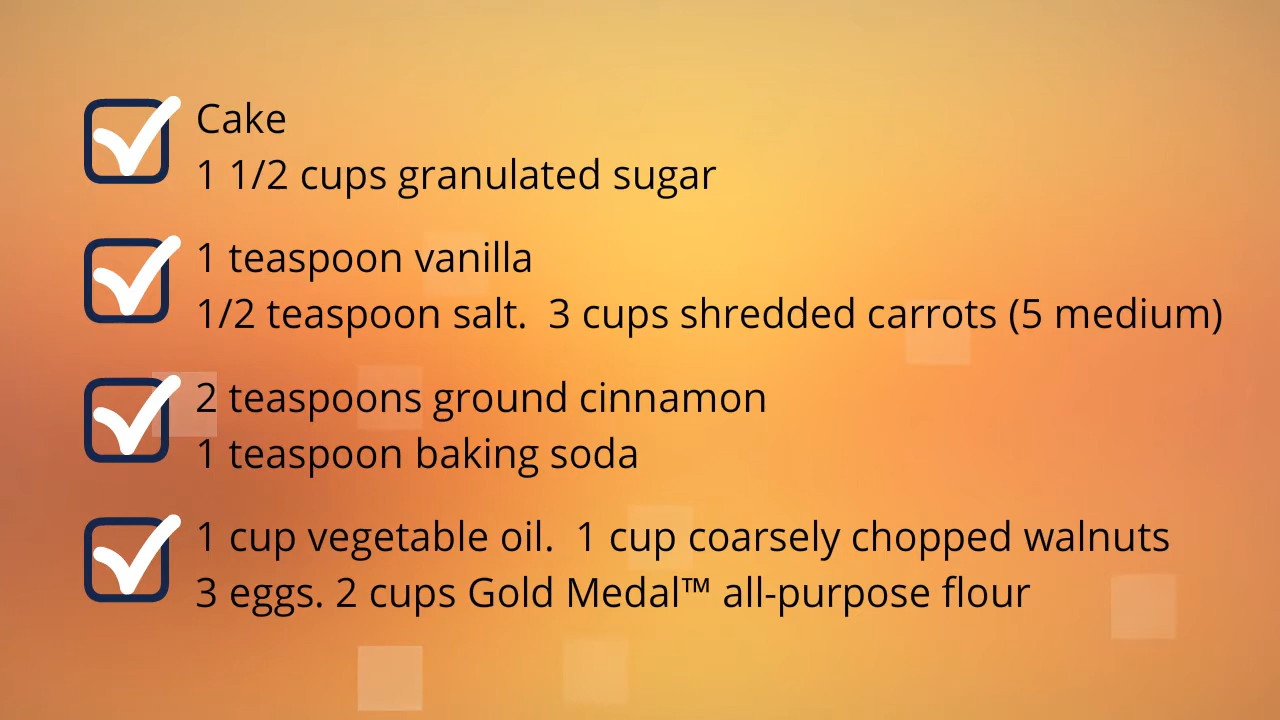 Cake
1 1/2 cups granulated sugar
1 teaspoon vanilla
1/2 teaspoon salt.  3 cups shredded carrots (5 medium)
2 teaspoons ground cinnamon
1 teaspoon baking soda
1 cup vegetable oil.  1 cup coarsely chopped walnuts
3 eggs. 2 cups Gold Medal™ all-purpose flour